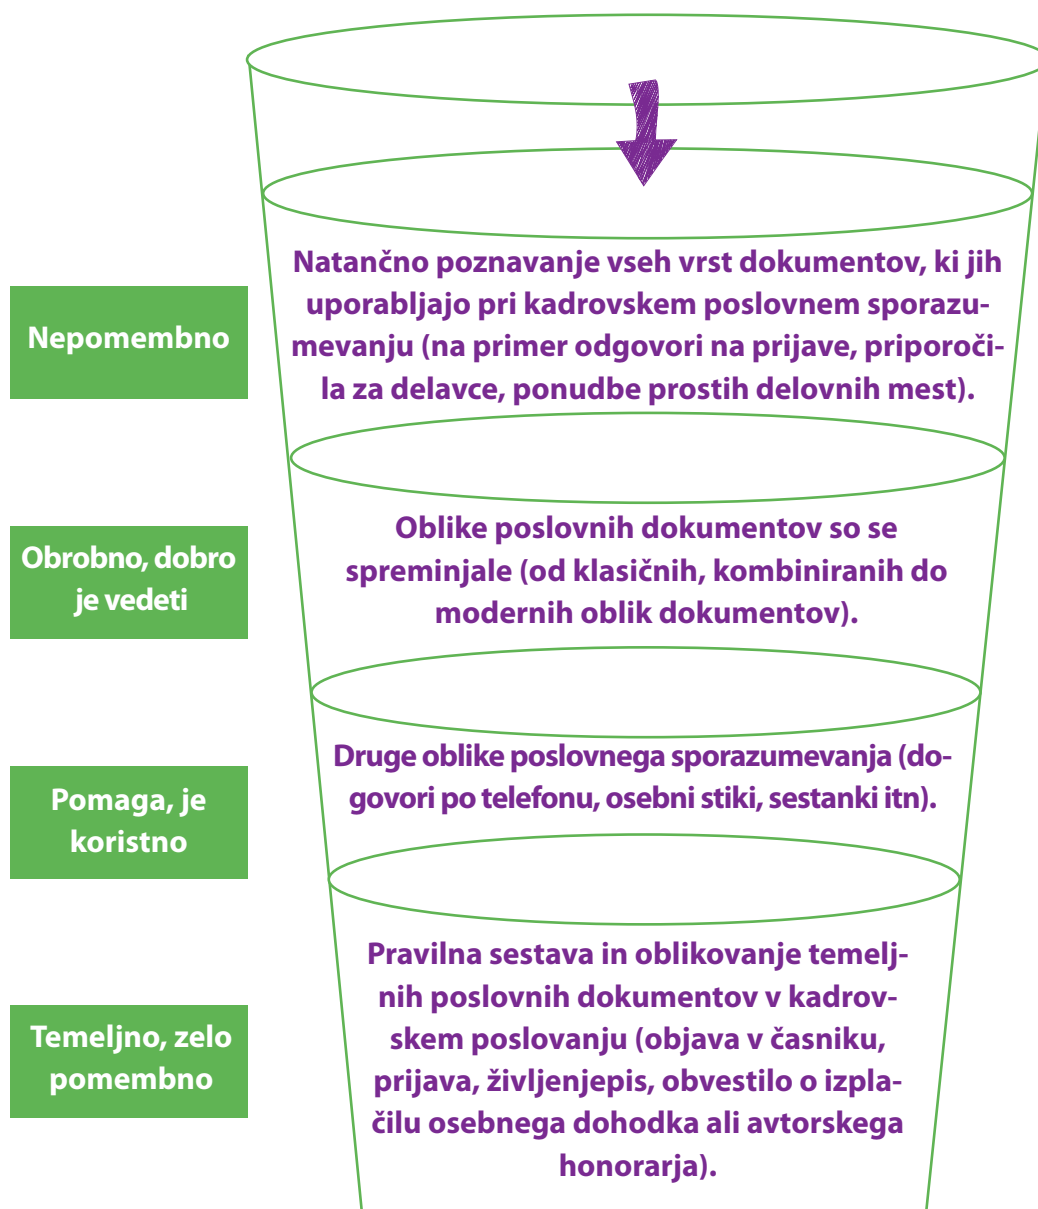 Nepomembno
Natančno poznavanje vseh vrst dokumentov, ki jih
uporabljajo pri kadrovskem poslovnem sporazu-
mevanju (na primer odgovori na prijave, priporoči-
la za delavce, ponudbe prostih delovnih mest).
Obrobno, dobro
je vedeti
Oblike poslovnih dokumentov so se
spreminjale (od klasičnih, kombiniranih do
modernih oblik dokumentov).
Pomaga, je
koristno
Druge oblike poslovnega sporazumevanja (do-
govori po telefonu, osebni stiki, sestanki itn).
Temeljno, zelo
pomembno
Pravilna sestava in oblikovanje temelj-
nih poslovnih dokumentov v kadrov-
skem poslovanju (objava v časniku,
prijava, življenjepis, obvestilo o izpla-
čilu osebnega dohodka ali avtorskega
honorarja).